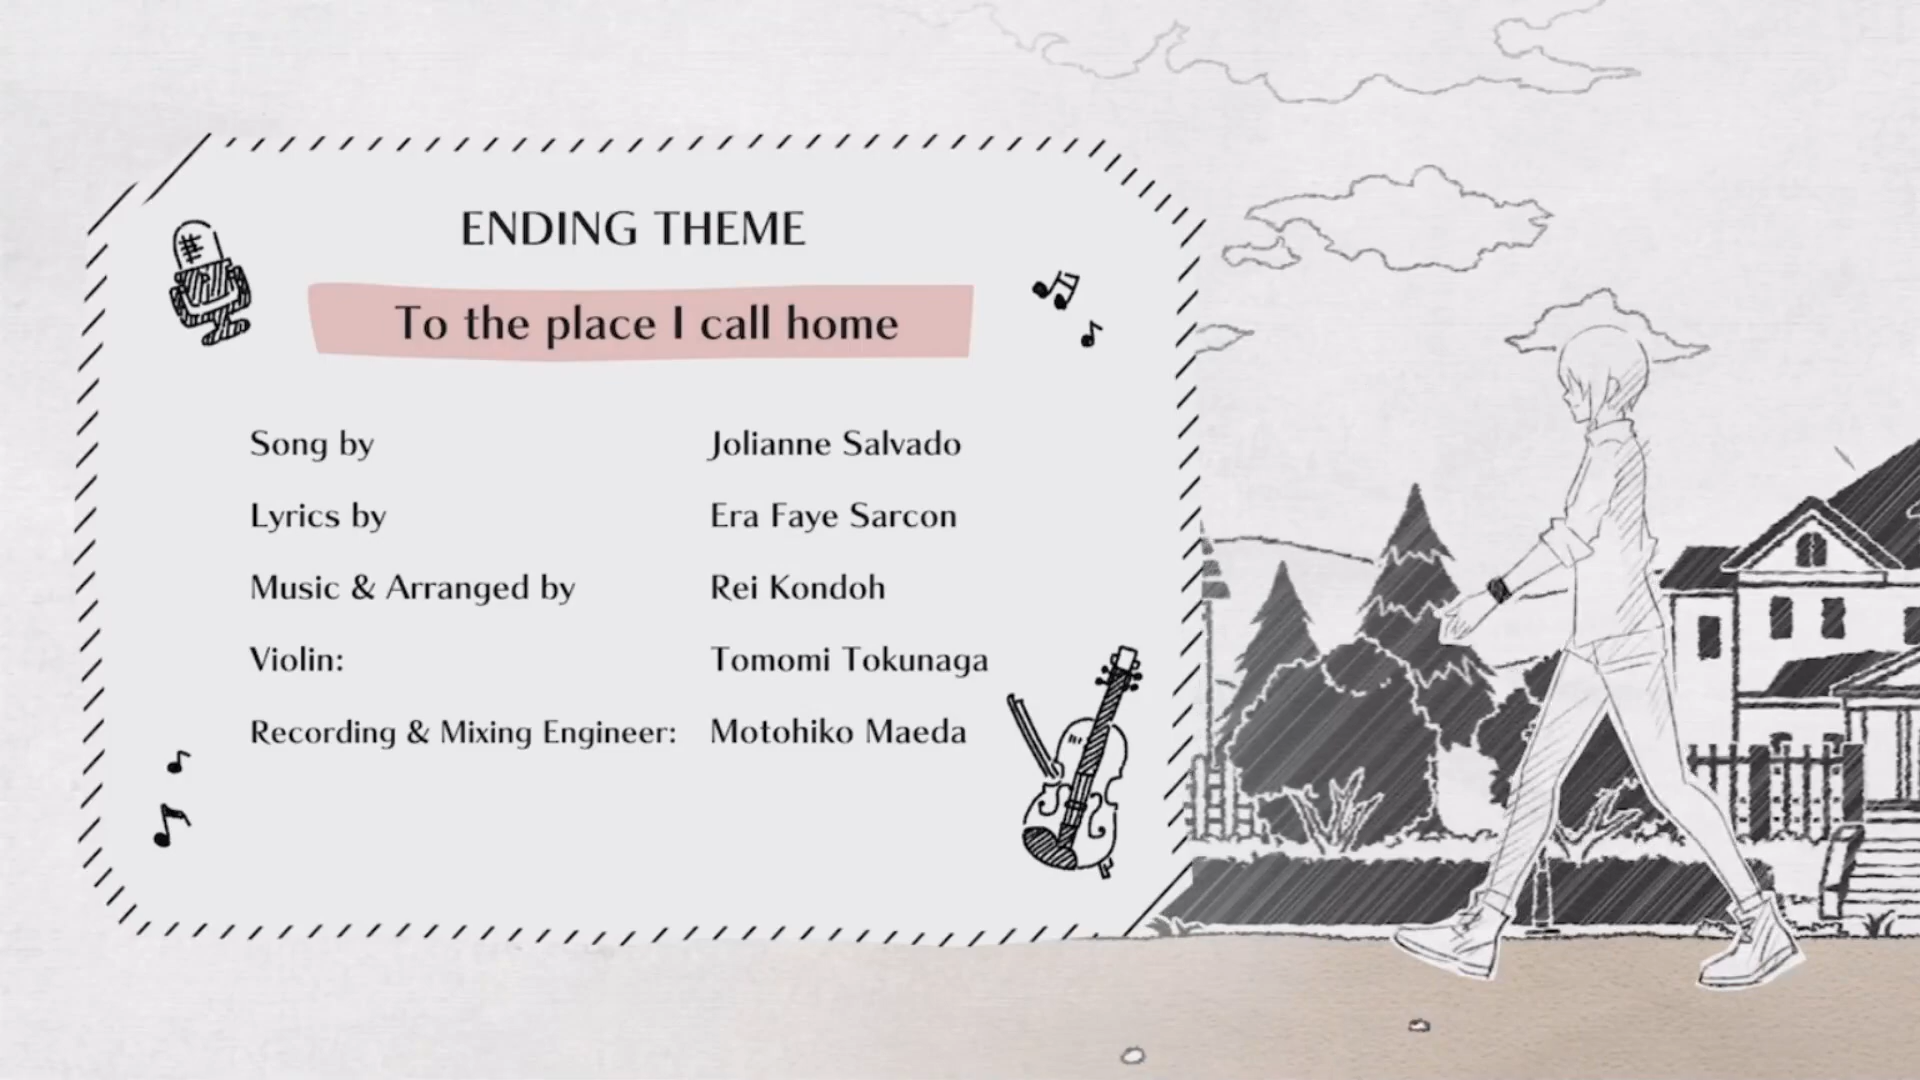 ENDING THEME
To the place I call home
Song by Jolianne Salvado
Lyrics by Era Faye Sarcon
Music & Arranged by Rei Kondoh
Violin: Tomomi Tokunaga
Recording & Mixing Engineer: Motohiko Maeda